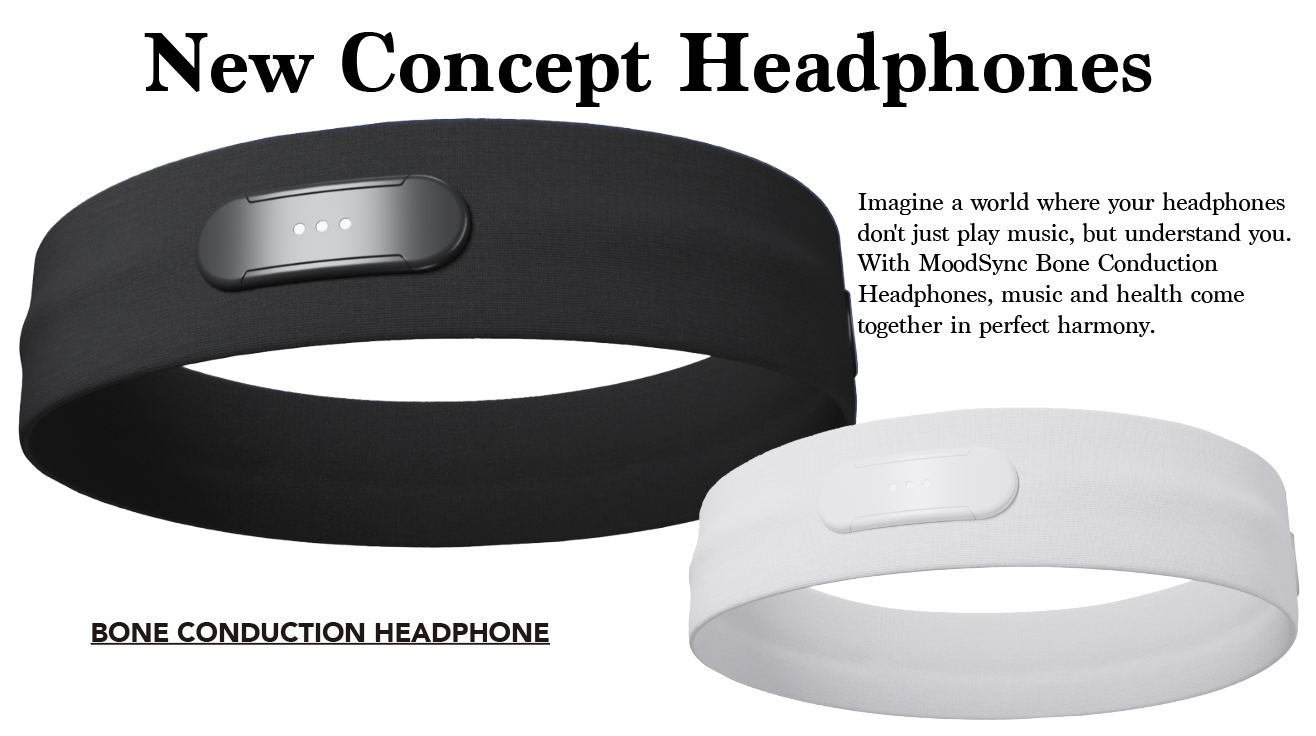 New Concept Headphones
Imagine a world where your headphones
don't just play music, but understand you.
With MoodSync Bone Conduction
Headphones, music and health come
together in perfect harmony.
BONE CONDUCTION HEADPHONE